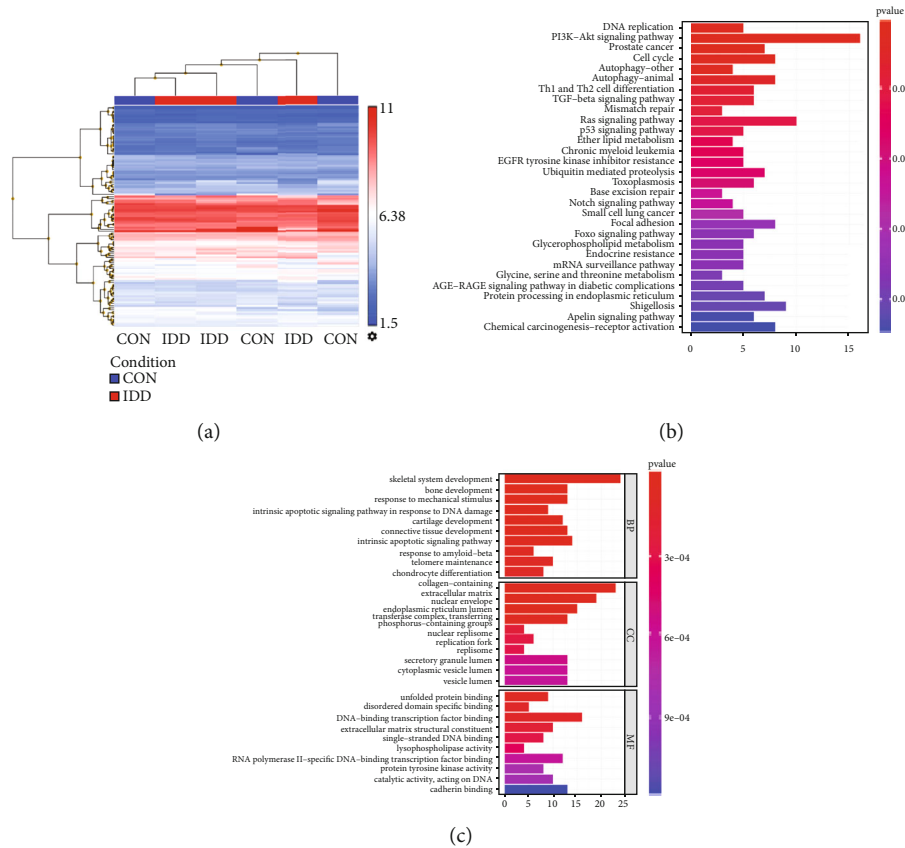 11
6.38
1.5
CON IDD IDD CON IDD CON
Condition
CON
IDD
(a)
pvalue
DNA replication
PI3K–Akt signaling pathway
Prostate cancer
Cell cycle
Autophagy–other
Autophagy–animal
Th1 and Th2 cell differentiation
TGF–beta signaling pathway
Mismatch repair
Ras signaling pathway
p53 signaling pathway
Ether lipid metabolism
Chronic myeloid leukemia
EGFR tyrosine kinase inhibitor resistance
Ubiquitin mediated proteolysis
Toxoplasmosis
Base excision repair
Notch signaling pathway
Small cell lung cancer
Focal adhesion
Foxo signaling pathway
Glycerophospholipid metabolism
Endocrine resistance
mRNA surveillance pathway
Glycine, serine and threonine metabolism
AGE–RAGE signaling pathway in diabetic complications
Protein processing in endoplasmic reticulum
Shigellosis
Apelin signaling pathway
Chemical carcinogenesis–receptor activation
0 5 10 15
0.0
0.0
0.0
0.0
(b)
pvalue
skeletal system development
bone development
response to mechanical stimulus
intrinsic apoptotic signaling pathway in response to DNA damage
cartilage development
connective tissue development
intrinsic apoptotic signaling pathway
response to amyloid–beta
telomere maintenance
chondrocyte differentiation
BP
collagen–containing
extracellular matrix
nuclear envelope
endoplasmic reticulum lumen
transferase complex, transferring
phosphorus–containing groups
nuclear replisome
replication fork
replisome
secretory granule lumen
cytoplasmic vesicle lumen
vesicle lumen
CC
unfolded protein binding
disordered domain specific binding
DNA–binding transcription factor binding
extracellular matrix structural constituent
single–stranded DNA binding
lysophospholipase activity
RNA polymerase II–specific DNA–binding transcription factor binding
protein tyrosine kinase activity
catalytic activity, acting on DNA
cadherin binding
MF
0 5 10 15 20 25
3e–04
6e–04
9e–04
(c)